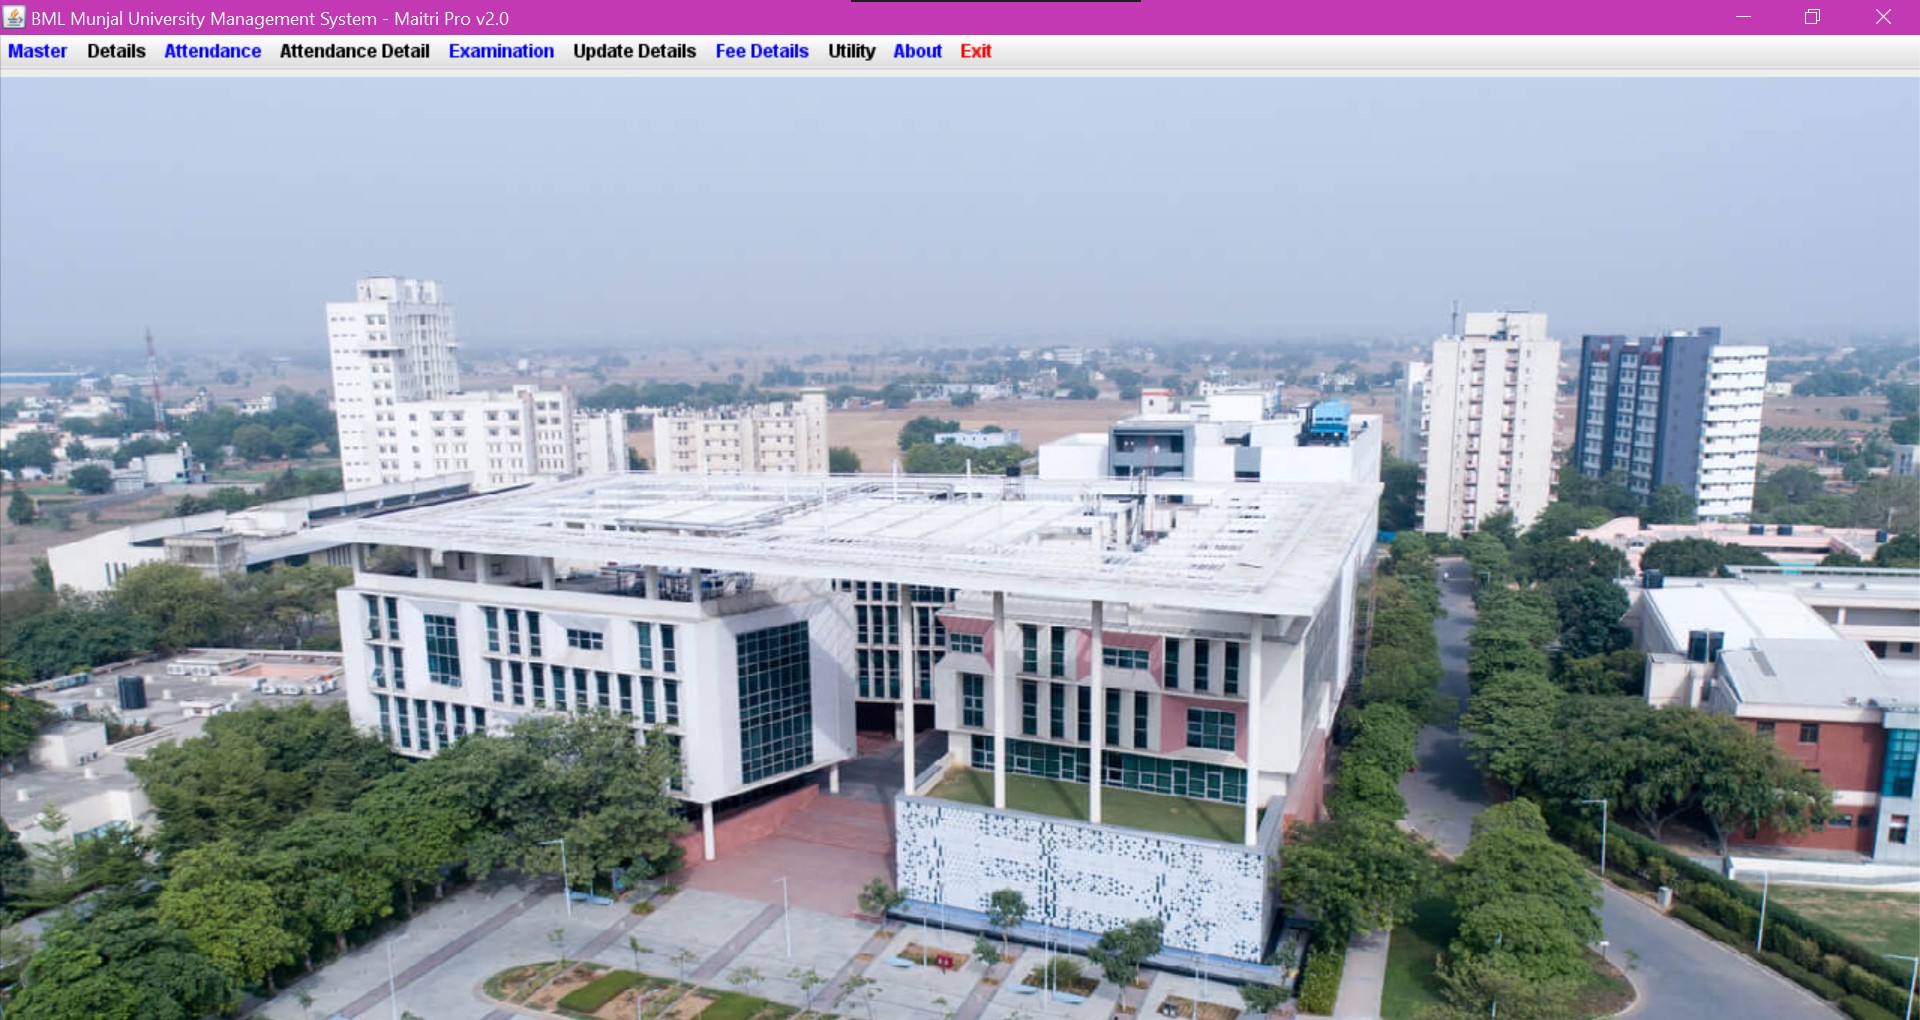 BML Munjal University Management System - Maitri Pro v2.0
Master Details Attendance Attendance Detail Examination Update Details Fee Details Utility About Exit